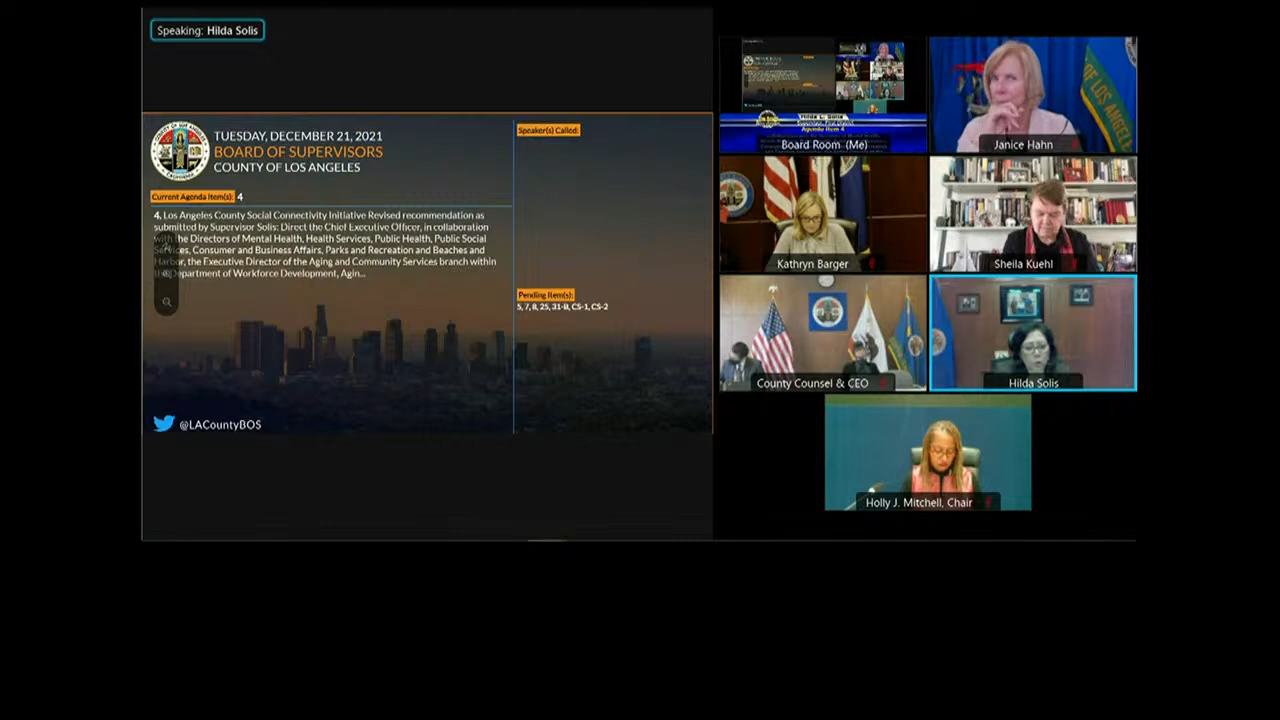 Speaking: Hilda Solis
TUESDAY, DECEMBER 21, 2021
BOARD OF SUPERVISORS
COUNTY OF LOS ANGELES
Current Agenda Item(s): 4
4. Los Angeles County Social Connectivity Initiative Revised recommendation as
submitted by Supervisor Solis: Direct the Chief Executive Officer, in collaboration
with the Directors of Mental Health, Health Services, Public Health, Public Social
Services, Consumer and Business Affairs, Parks and Recreation and Beaches and
Harbor, the Executive Director of the Aging and Community Services branch within
the Department of Workforce Development, Agin...
Speaker(s) Called:
Pending Item(s):
5, 7, 8, 25, 31-B, CS-1, CS-2
@LACountyBOS
Hilda L. Solis
Agenda Item 4
Board Room (Me)
Janice Hahn
Kathryn Barger
Sheila Kuehl
County Counsel & CEO
Hilda Solis
Holly J. Mitchell, Chair